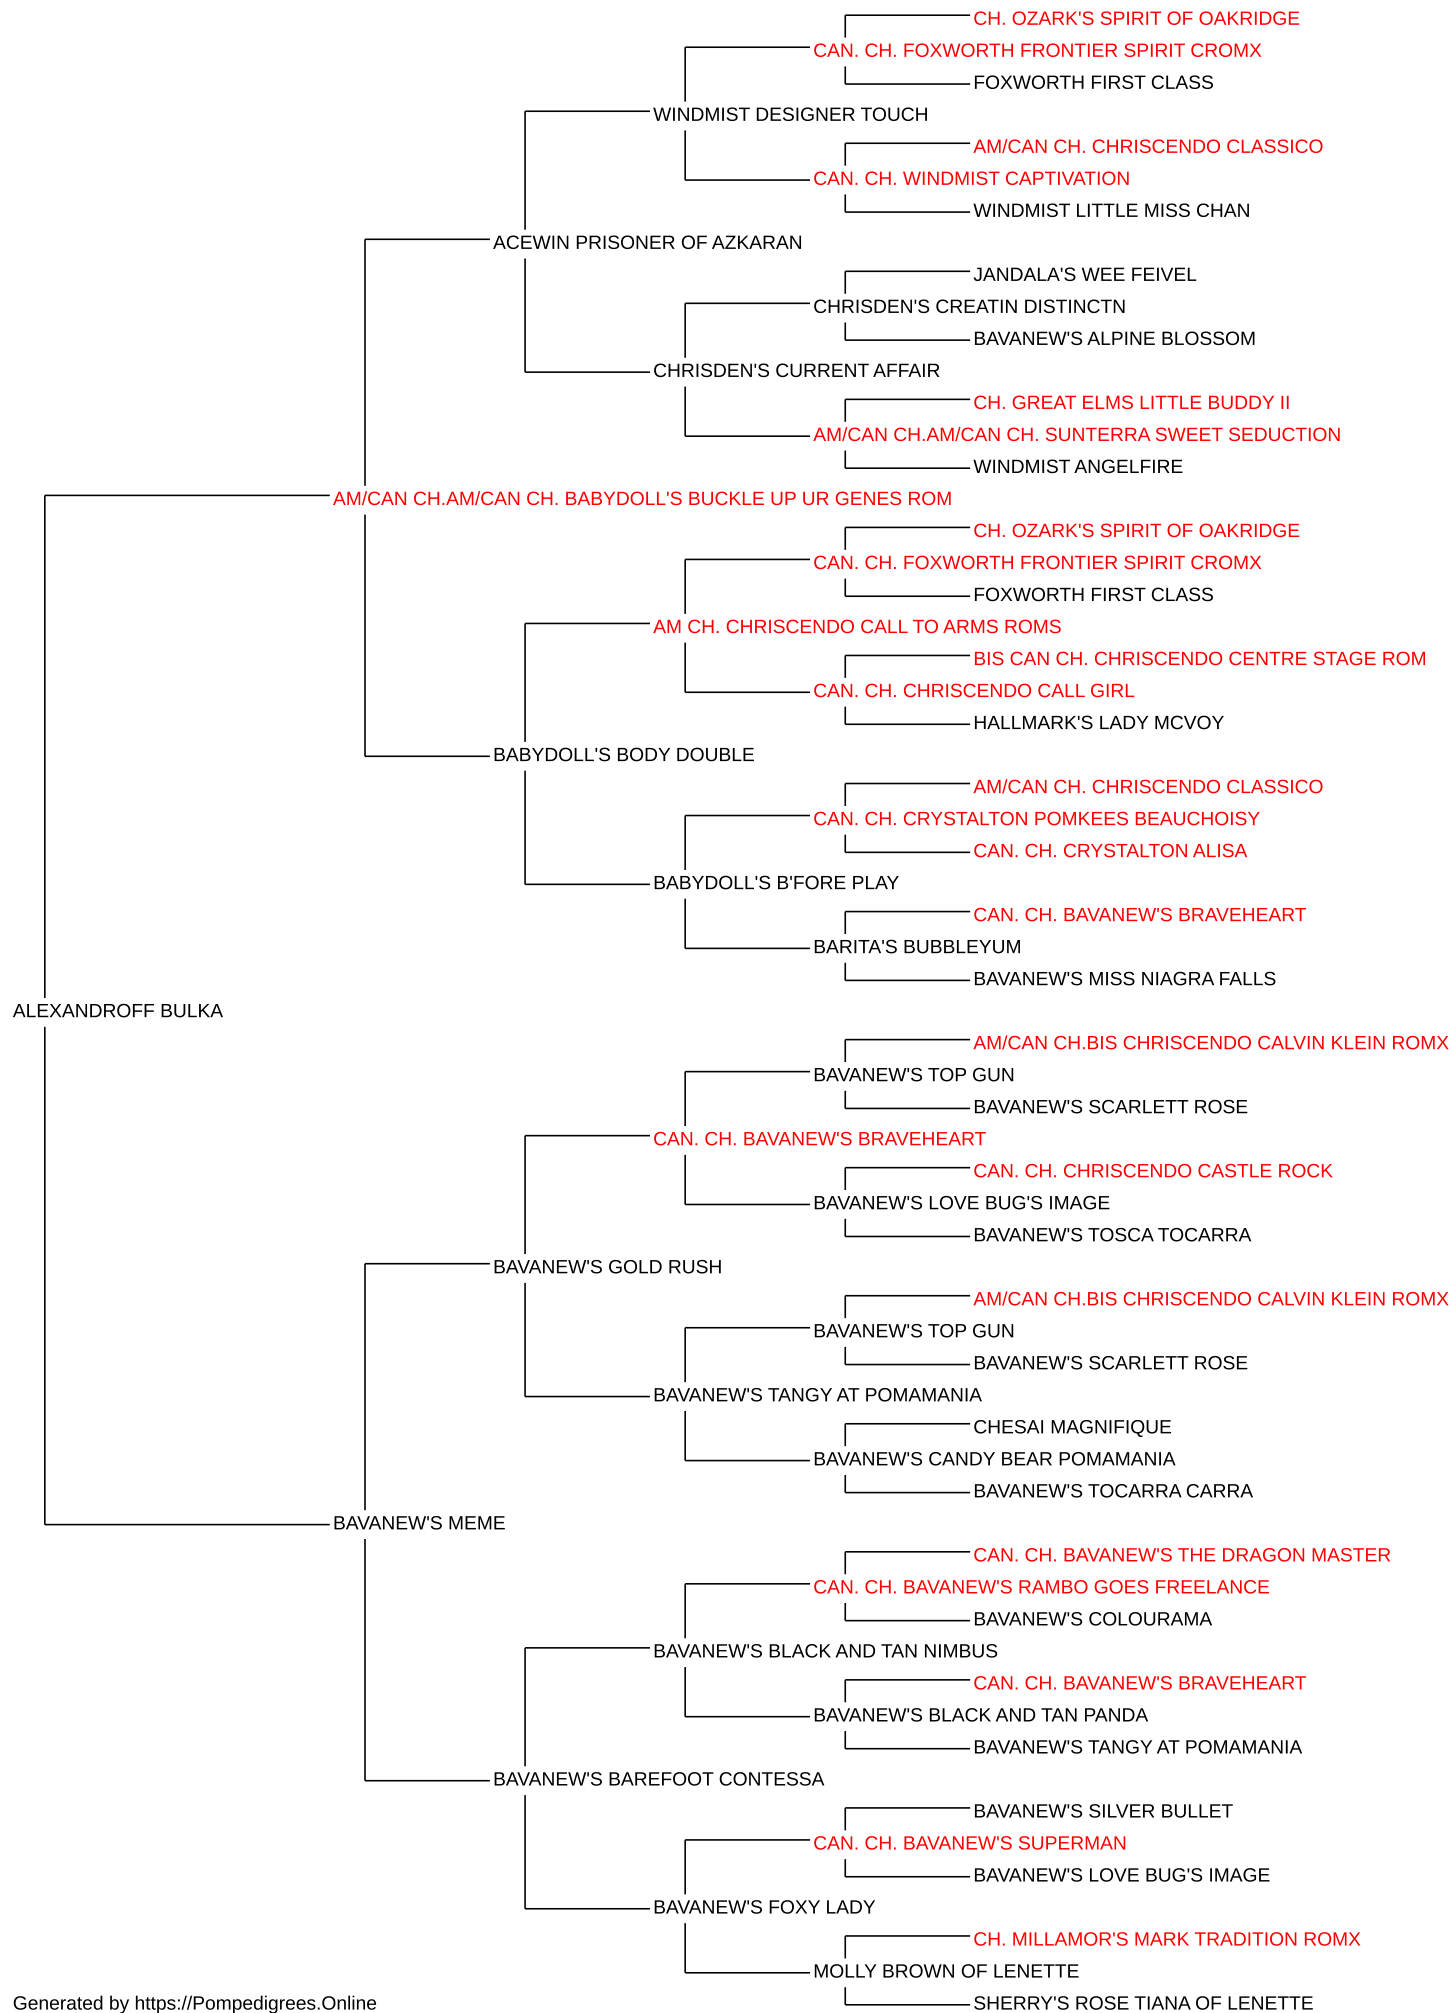 CH. OZARK'S SPIRIT OF OAKRIDGE
CAN. CH. FOXWORTH FRONTIER SPIRIT CROMX
FOXWORTH FIRST CLASS
WINDMIST DESIGNER TOUCH
AM/CAN CH. CHRISCENDO CLASSICO
CAN. CH. WINDMIST CAPTIVATION
WINDMIST LITTLE MISS CHAN
ACEWIN PRISONER OF AZKARAN
JANDALA'S WEE FEIVEL
CHRISDEN'S CREATIN DISTINCTN
BAVANEW'S ALPINE BLOSSOM
CHRISDEN'S CURRENT AFFAIR
CH. GREAT ELMS LITTLE BUDDY II
AM/CAN CH.AM/CAN CH. SUNTERRA SWEET SEDUCTION
WINDMIST ANGELFIRE
AM/CAN CH.AM/CAN CH. BABYDOLL'S BUCKLE UP UR GENES ROM
CH. OZARK'S SPIRIT OF OAKRIDGE
CAN. CH. FOXWORTH FRONTIER SPIRIT CROMX
FOXWORTH FIRST CLASS
AM CH. CHRISCENDO CALL TO ARMS ROMS
BIS CAN CH. CHRISCENDO CENTRE STAGE ROM
CAN. CH. CHRISCENDO CALL GIRL
HALLMARK'S LADY MCVOY
BABYDOLL'S BODY DOUBLE
AM/CAN CH. CHRISCENDO CLASSICO
CAN. CH. CRYSTALTON POMKEES BEAUCHOISY
CAN. CH. CRYSTALTON ALISA
BABYDOLL'S B'FORE PLAY
CAN. CH. BAVANEW'S BRAVEHEART
BARITA'S BUBBLEYUM
BAVANEW'S MISS NIAGRA FALLS
ALEXANDROFF BULKA
AM/CAN CH.BIS CHRISCENDO CALVIN KLEIN ROMX
BAVANEW'S TOP GUN
BAVANEW'S SCARLETT ROSE
CAN. CH. BAVANEW'S BRAVEHEART
CAN. CH. CHRISCENDO CASTLE ROCK
BAVANEW'S LOVE BUG'S IMAGE
BAVANEW'S TOSCA TOCARRA
BAVANEW'S GOLD RUSH
AM/CAN CH.BIS CHRISCENDO CALVIN KLEIN ROMX
BAVANEW'S TOP GUN
BAVANEW'S SCARLETT ROSE
BAVANEW'S TANGY AT POMAMANIA
CHESAI MAGNIFIQUE
BAVANEW'S CANDY BEAR POMAMANIA
BAVANEW'S TOCARRA CARRA
BAVANEW'S MEME
CAN. CH. BAVANEW'S THE DRAGON MASTER
CAN. CH. BAVANEW'S RAMBO GOES FREELANCE
BAVANEW'S COLOURAMA
BAVANEW'S BLACK AND TAN NIMBUS
CAN. CH. BAVANEW'S BRAVEHEART
BAVANEW'S BLACK AND TAN PANDA
BAVANEW'S TANGY AT POMAMANIA
BAVANEW'S BAREFOOT CONTESSA
BAVANEW'S SILVER BULLET
CAN. CH. BAVANEW'S SUPERMAN
BAVANEW'S LOVE BUG'S IMAGE
BAVANEW'S FOXY LADY
CH. MILLAMOR'S MARK TRADITION ROMX
MOLLY BROWN OF LENETTE
SHERRY'S ROSE TIANA OF LENETTE
Generated by https://Pompedigrees.Online